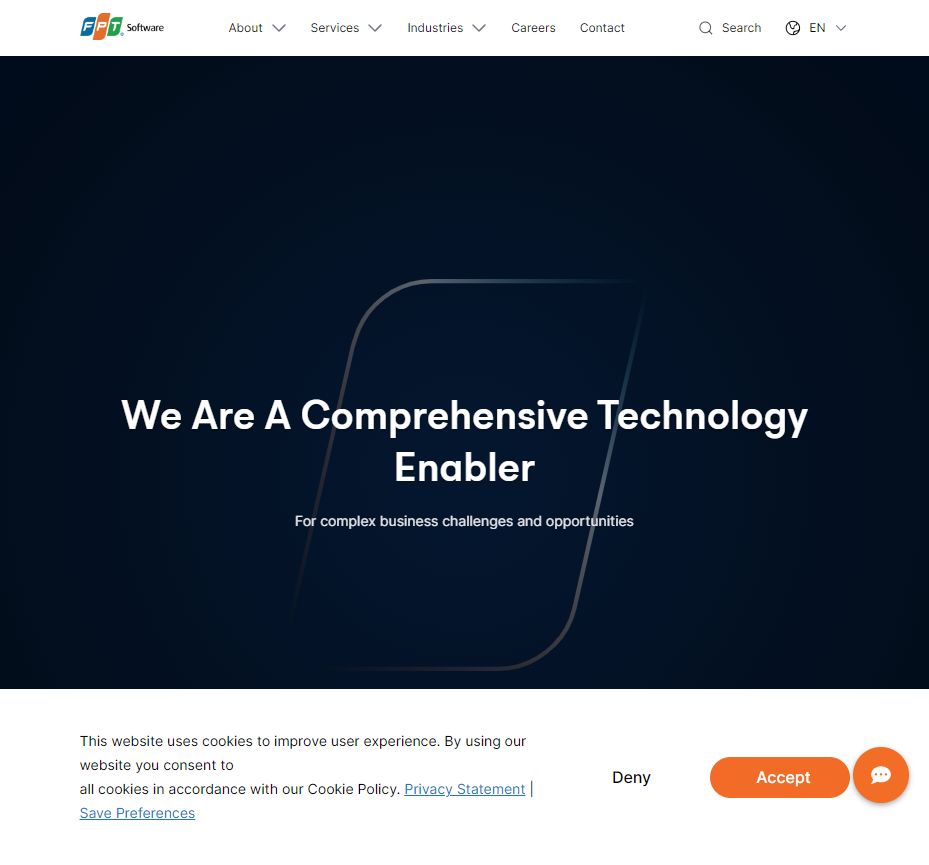 FPT Software
About
Services
Industries
Careers
Contact
Search
EN
We Are A Comprehensive Technology
Enabler
For complex business challenges and opportunities
This website uses cookies to improve user experience. By using our
website you consent to
all cookies in accordance with our Cookie Policy. Privacy Statement |
Save Preferences
Deny
Accept